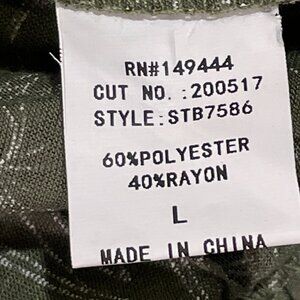 RN#149444
CUT NO. :200517
STYLE:STB7586
60%POLYESTER
40%RAYON
L
MADE IN CHINA